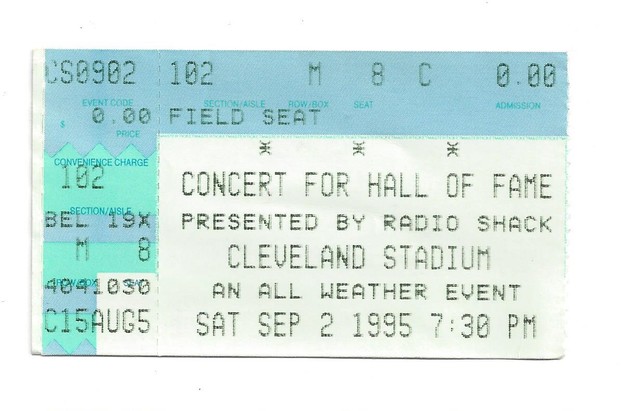 CS0902 102 M 8 C 0.00
EVENT CODE SECTION/AISLE ROW/BOX SEAT ADMISSION
$ 0.00 FIELD SEAT
PRICE
CONVENIENCE CHARGE
102 CONCERT FOR HALL OF FAME
SECTION/AISLE
BEL 19X PRESENTED BY RADIO SHACK
M 8 CLEVELAND STADIUM
ROW/BOX
4041030 AN ALL WEATHER EVENT
C15AUG5 SAT SEP 2 1995 7:30 PM